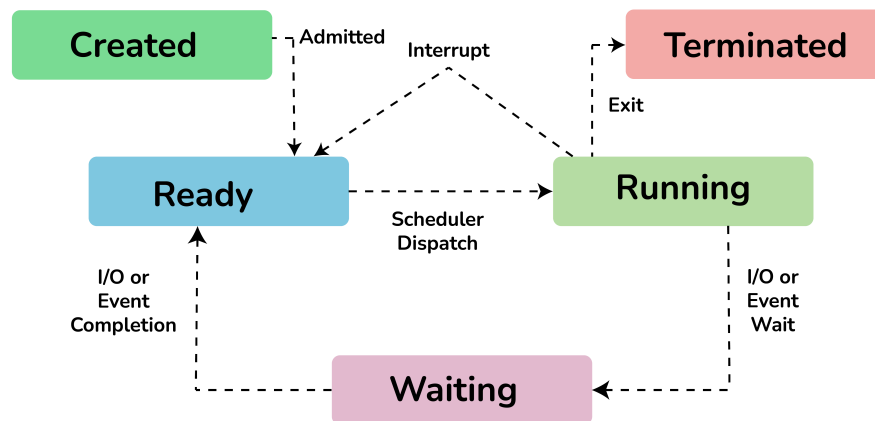 Created
Admitted
Interrupt
Terminated
Exit
Ready
Running
Scheduler
Dispatch
I/O or
Event
Completion
I/O or
Event
Wait
Waiting